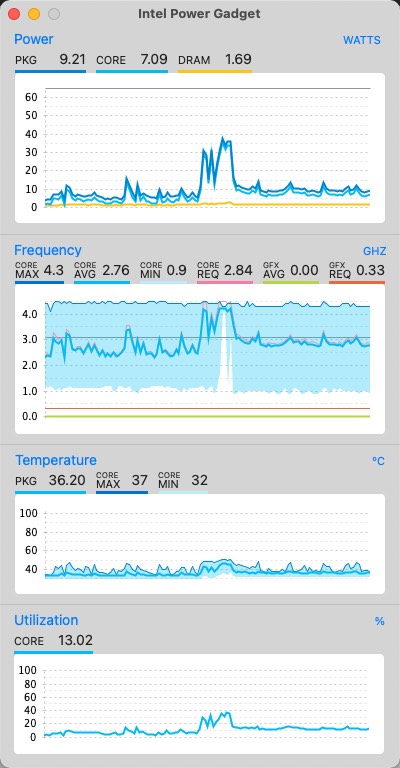 Intel Power Gadget
Power WATTS
PKG 9.21 CORE 7.09 DRAM 1.69
60
50
40
30
20
10
0
Frequency GHZ
CORE MAX 4.3 CORE AVG 2.76 CORE MIN 0.9 CORE REQ 2.84 GFX AVG 0.00 GFX REQ 0.33
4.0
3.0
2.0
1.0
0.0
Temperature °C
PKG 36.20 CORE MAX 37 CORE MIN 32
100
80
60
40
Utilization %
CORE 13.02
100
80
60
40
20
0